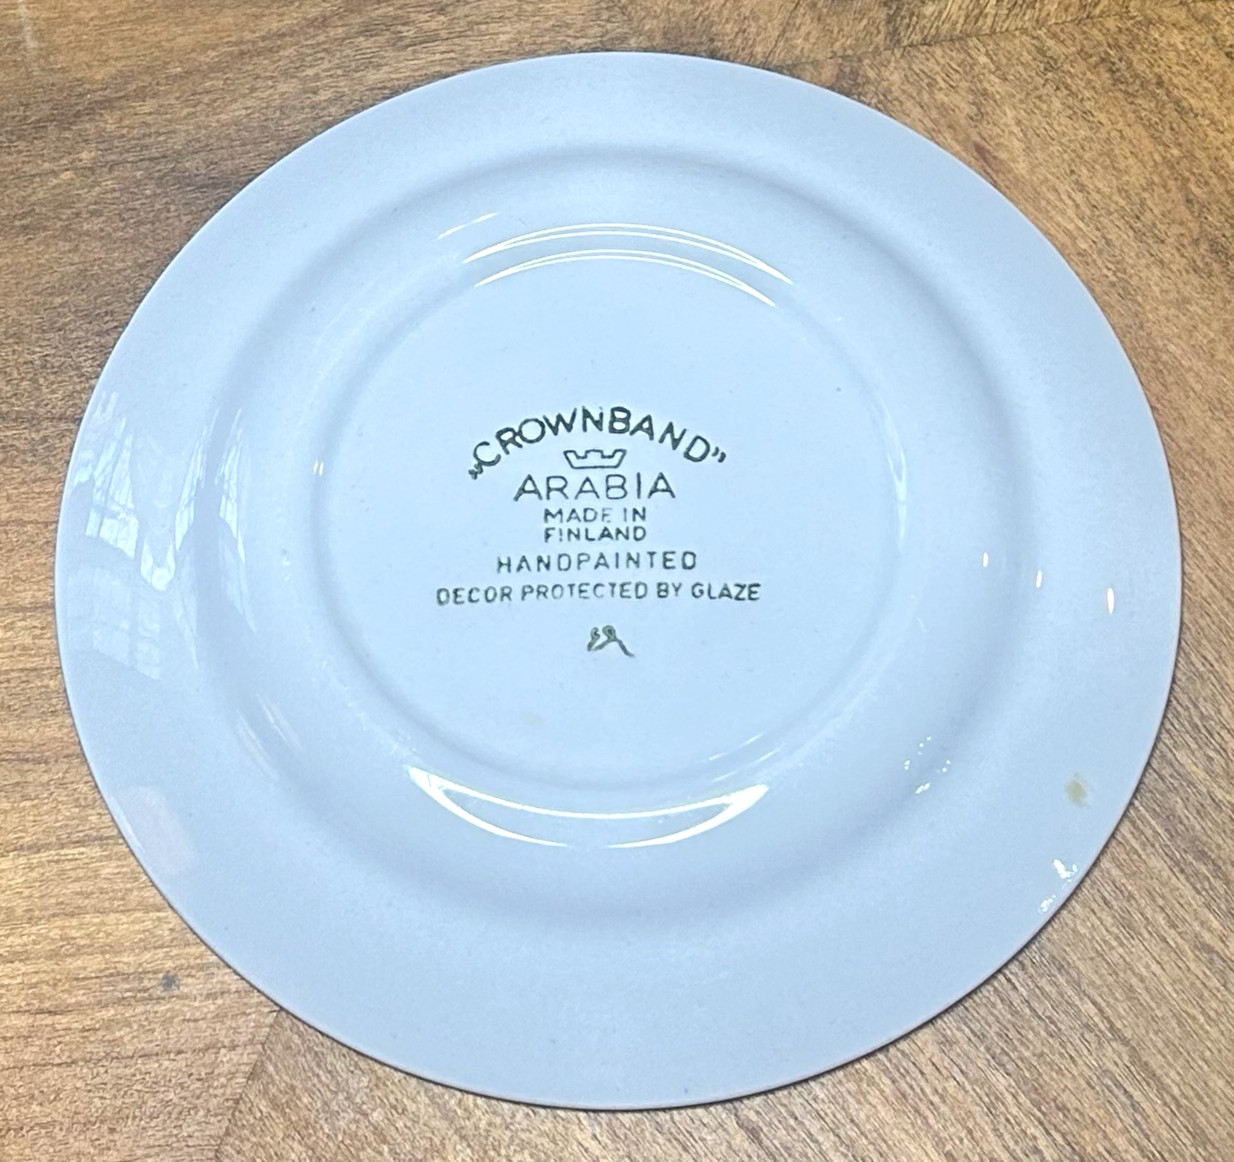 „CROWNBAND”
ARABIA
MADE IN
FINLAND
HANDPAINTED
DECOR PROTECTED BY GLAZE